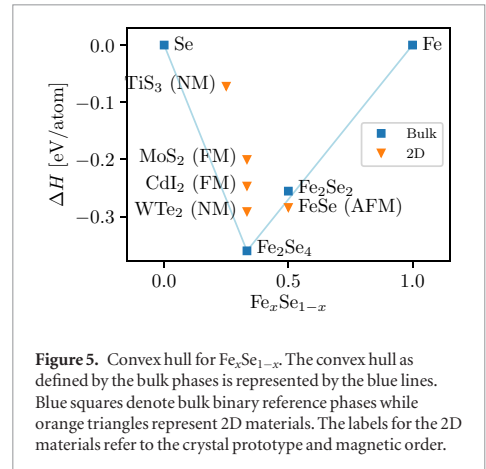 0.0
−0.1
−0.2
−0.3
ΔH [eV/atom]
Se
Fe
TiS₃ (NM)
MoS₂ (FM)
CdI₂ (FM)
WTe₂ (NM)
Fe₂Se₂
FeSe (AFM)
Fe₂Se₄
Bulk
2D
0.0 0.5 1.0
FeₓSe₁₋ₓ
Figure 5. Convex hull for FeₓSe₁₋ₓ. The convex hull as
defined by the bulk phases is represented by the blue lines.
Blue squares denote bulk binary reference phases while
orange triangles represent 2D materials. The labels for the 2D
materials refer to the crystal prototype and magnetic order.